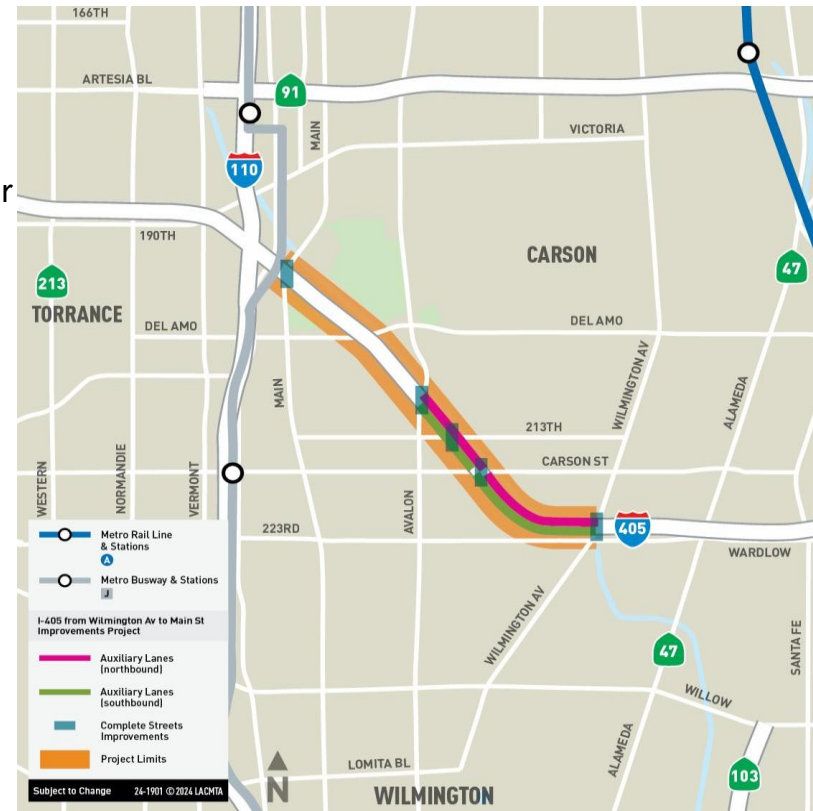 166TH
ARTESIA BL
91
MAIN
VICTORIA
110
r
190TH
CARSON
213
47
TORRANCE
DEL AMO
DEL AMO
WILMINGTON AV
MAIN
ALAMEDA
213TH
CARSON ST
WESTERN
NORMANDIE
VERMONT
AVALON
223RD
405
WARDLOW
Metro Rail Line
& Stations
A
Metro Busway & Stations
J
I-405 from Wilmington Av to Main St
Improvements Project
Auxiliary Lanes
(northbound)
Auxiliary Lanes
(southbound)
Complete Streets
Improvements
Project Limits
Subject to Change 24-1901 © 2024 LACMTA
WILMINGTON AV
47
SANTA FE
WILLOW
ALAMEDA
LOMITA BL
103
N
WILMINGTON